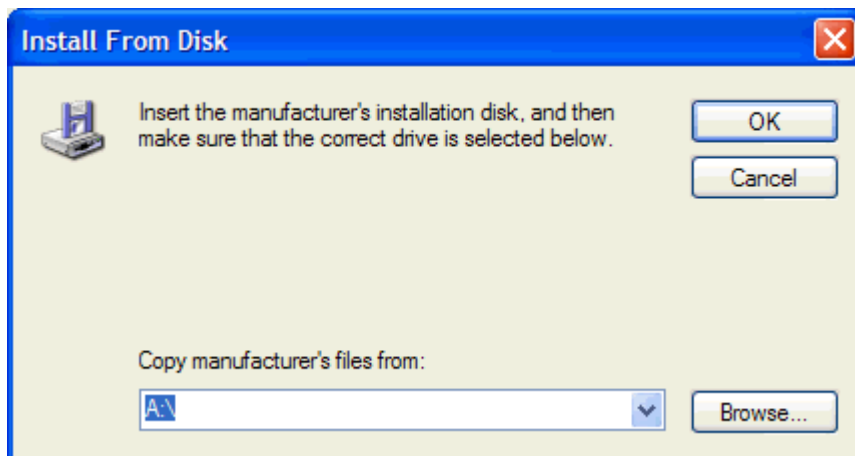 Install From Disk
Insert the manufacturer's installation disk, and then
make sure that the correct drive is selected below.
OK
Cancel
Copy manufacturer's files from:
A:\
Browse...